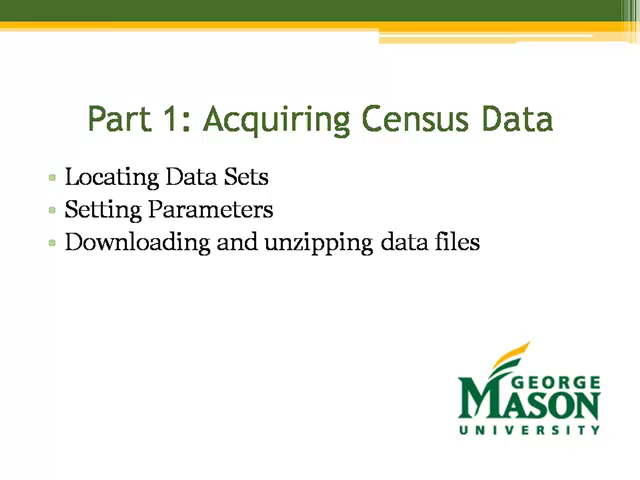 Part 1: Acquiring Census Data
• Locating Data Sets
• Setting Parameters
• Downloading and unzipping data files
GEORGE
MASON
UNIVERSITY